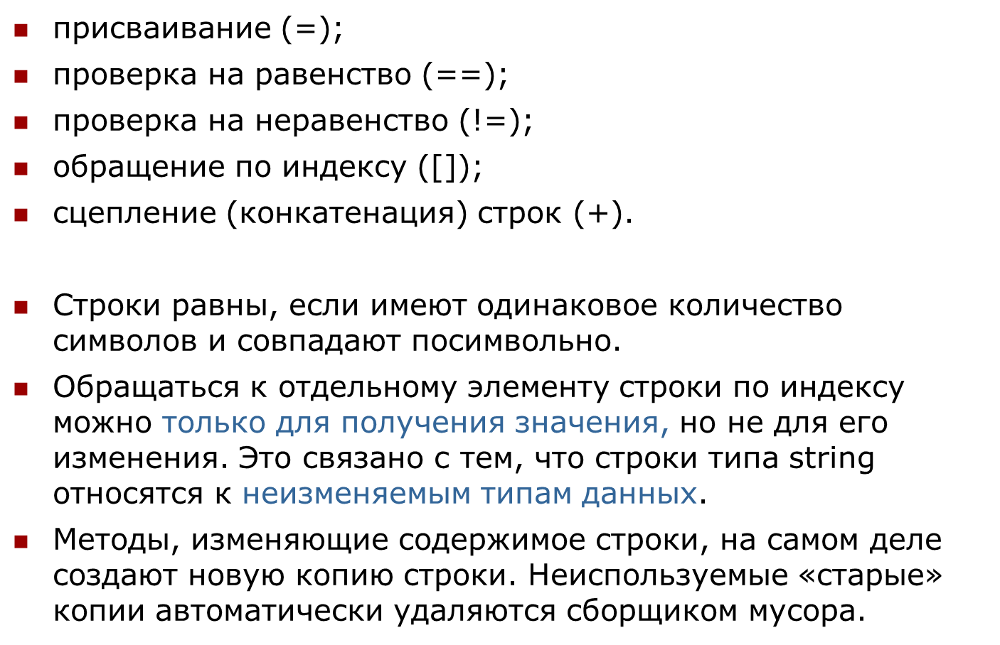 присваивание (=);
проверка на равенство (==);
проверка на неравенство (!=);
обращение по индексу ([]);
сцепление (конкатенация) строк (+).
Строки равны, если имеют одинаковое количество
символов и совпадают посимвольно.
Обращаться к отдельному элементу строки по индексу
можно только для получения значения, но не для его
изменения. Это связано с тем, что строки типа string
относятся к неизменяемым типам данных.
Методы, изменяющие содержимое строки, на самом деле
создают новую копию строки. Неиспользуемые «старые»
копии автоматически удаляются сборщиком мусора.